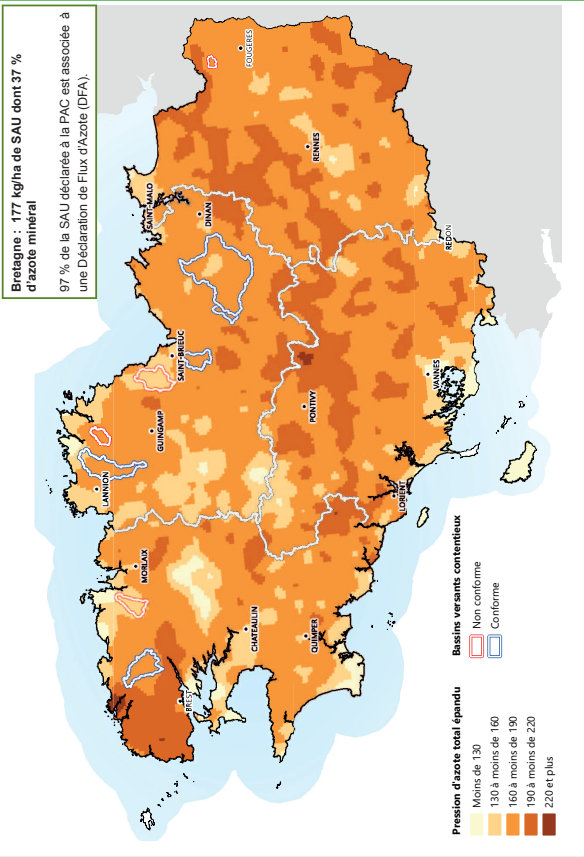 Bretagne : 177 kg/ha de SAU dont 37 %
d'azote minéral
97 % de la SAU déclarée à la PAC est associée à
une Déclaration de Flux d'Azote (DFA).
LANNION
SAINT-MALO
MORLAIX
GUINGAMP
SAINT-BRIEUC
DINAN
FOUGERES
BREST
CHATEAULIN
PONTIVY
RENNES
QUIMPER
LORIENT
VANNES
REDON
Pression d'azote total épandu
Moins de 130
130 à moins de 160
160 à moins de 190
190 à moins de 220
220 et plus
Bassins versants contentieux
Non conforme
Conforme